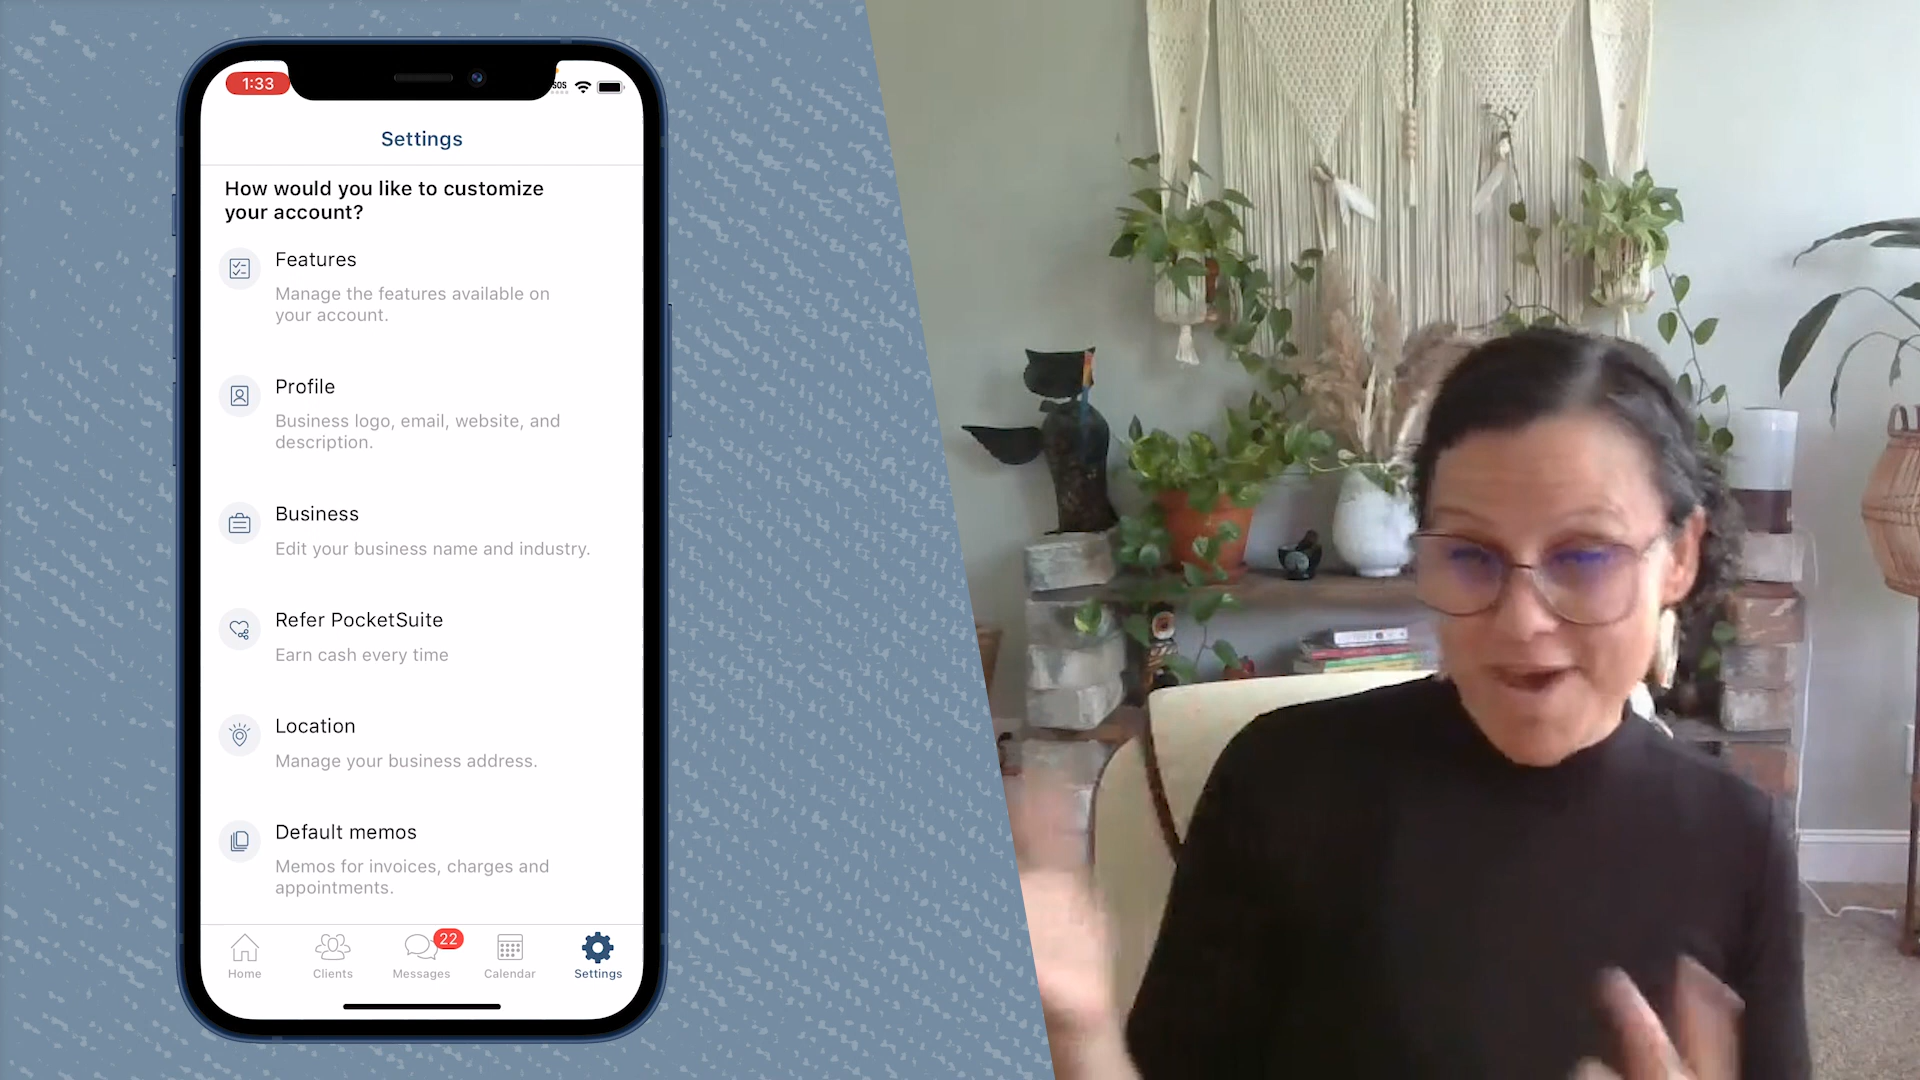 1:33
SOS
Settings
How would you like to customize
your account?
Features
Manage the features available on
your account.
Profile
Business logo, email, website, and
description.
Business
Edit your business name and industry.
Refer PocketSuite
Earn cash every time
Location
Manage your business address.
Default memos
Memos for invoices, charges and
appointments.
22
Home
Clients
Messages
Calendar
Settings